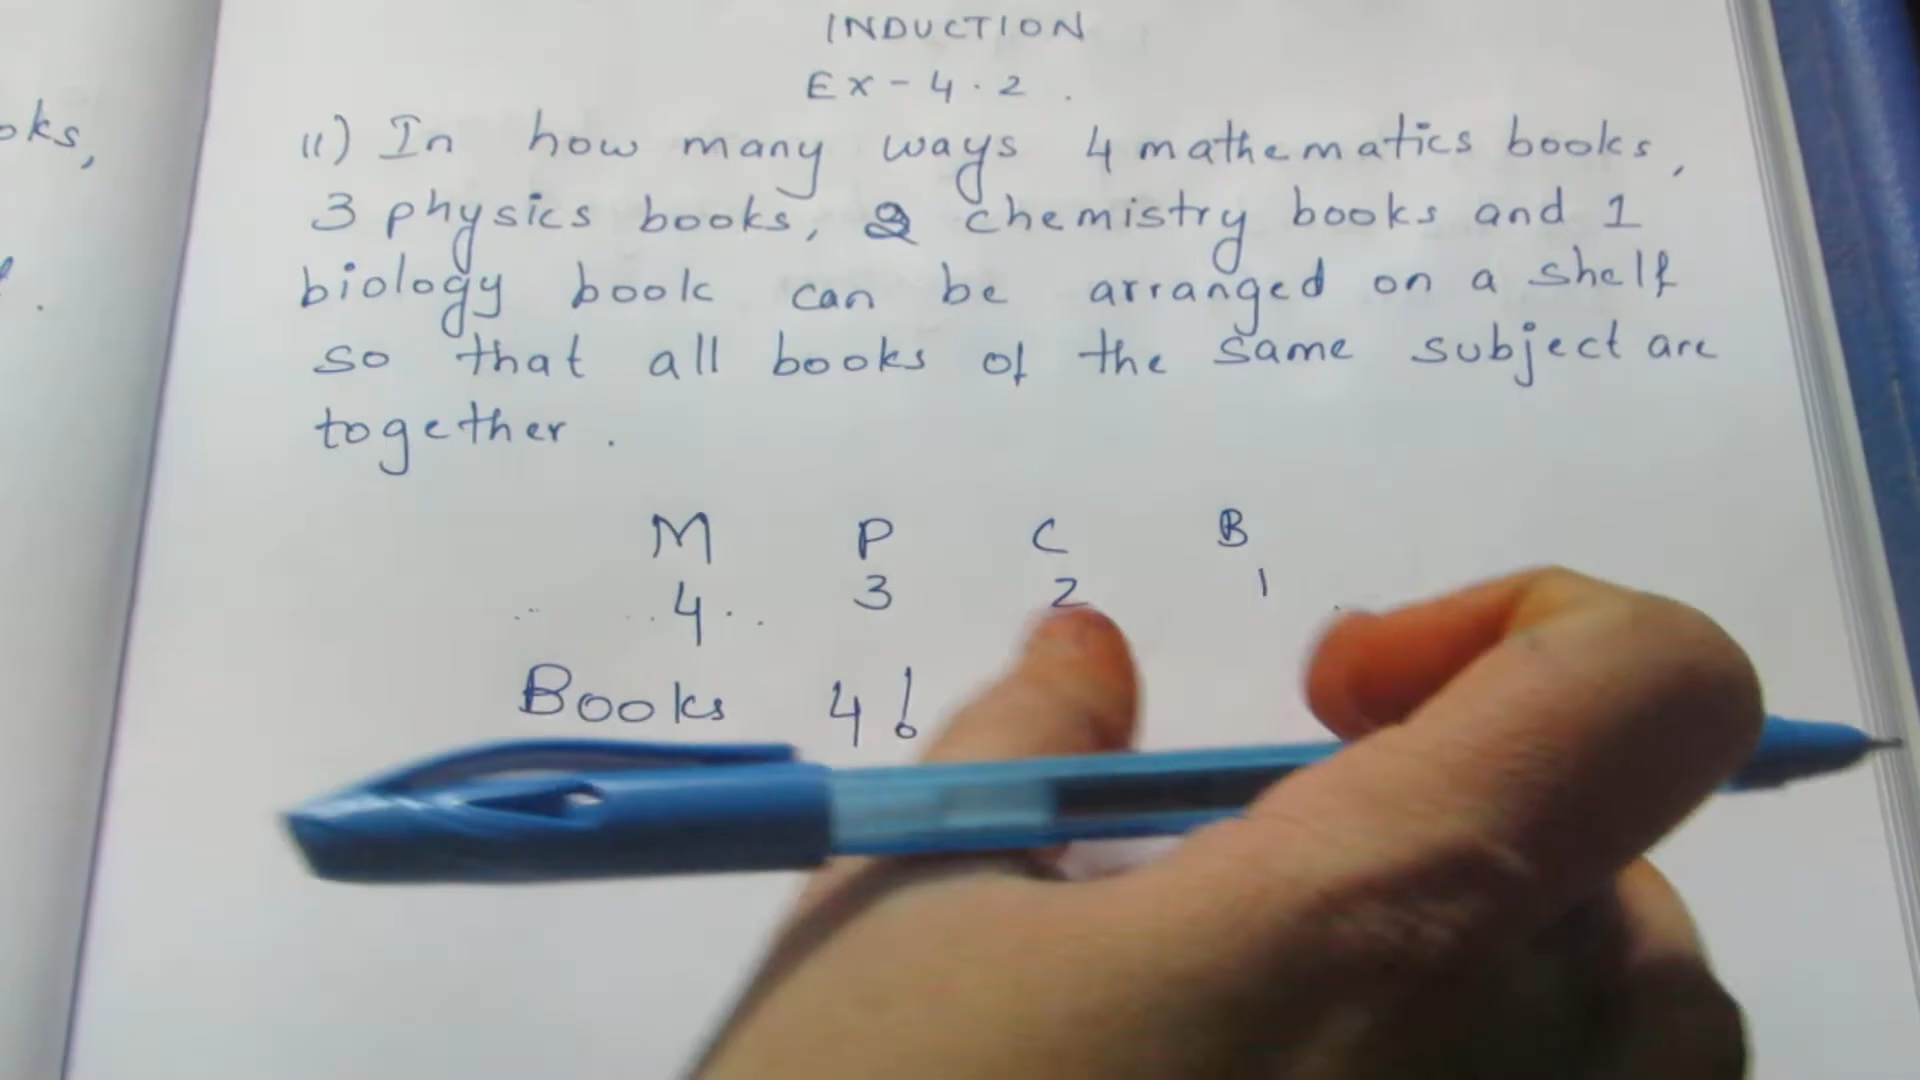 oks,
INDUCTION
Ex - 4.2.
11) In how many ways 4 mathematics books,
3 physics books, 2 chemistry books and 1
biology book can be arranged on a shelf
so that all books of the same subject are
together.
M P C B
4 3 2 1
Books 4!